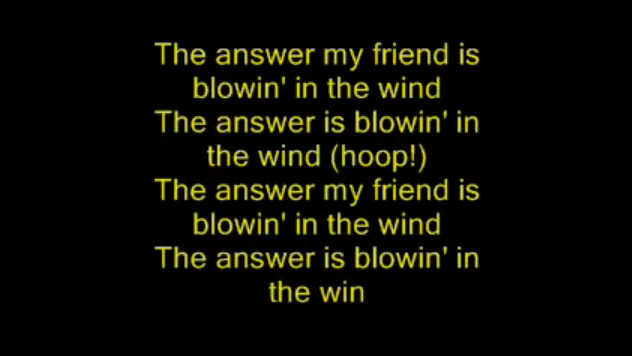 The answer my friend is
blowin' in the wind
The answer is blowin' in
the wind (hoop!)
The answer my friend is
blowin' in the wind
The answer is blowin' in
the win